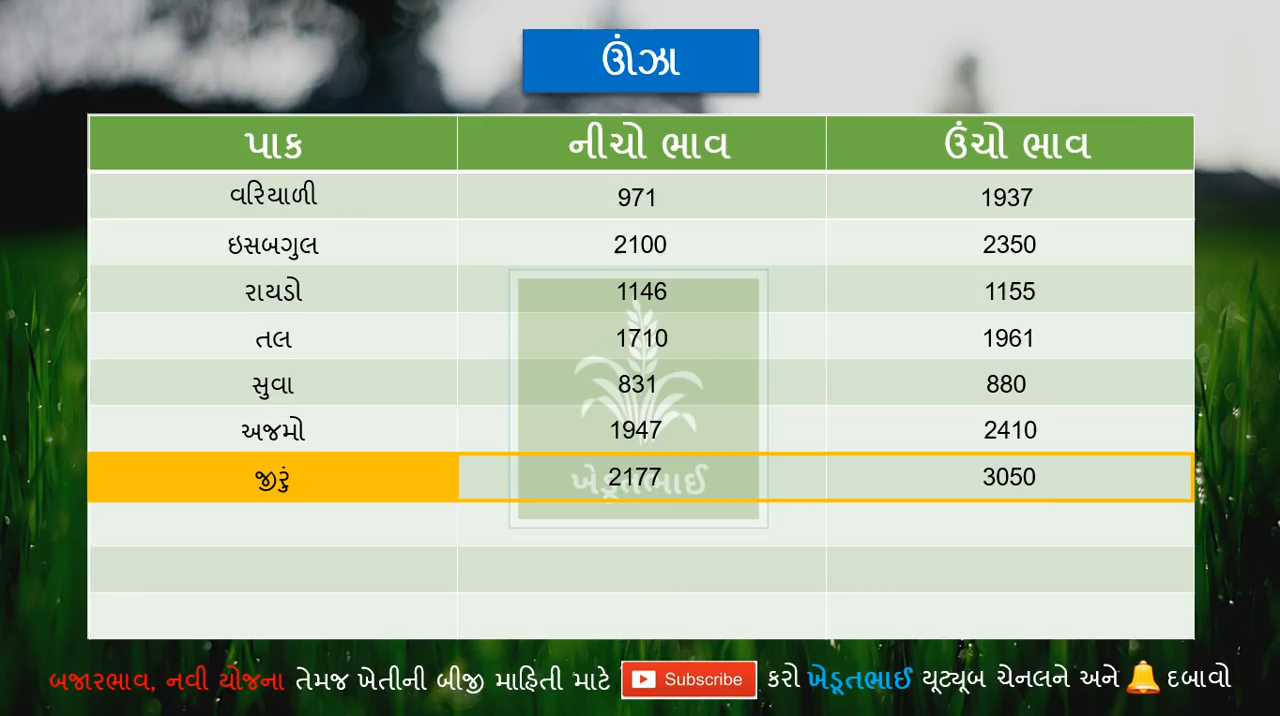 ઊંઝા
પાક નીચો ભાવ ઉંચો ભાવ
વરિયાળી 971 1937
ઇસબગુલ 2100 2350
રાયડો 1146 1155
તલ 1710 1961
સુવા 831 880
અજમો 1947 2410
જીરું 2177 3050
ખેડૂતભાઈ
બજારભાવ, નવી યોજના તેમજ ખેતીની બીજી માહિતી માટે Subscribe કરો ખેડૂતભાઈ યૂટ્યૂબ ચેનલને અને દબાવો